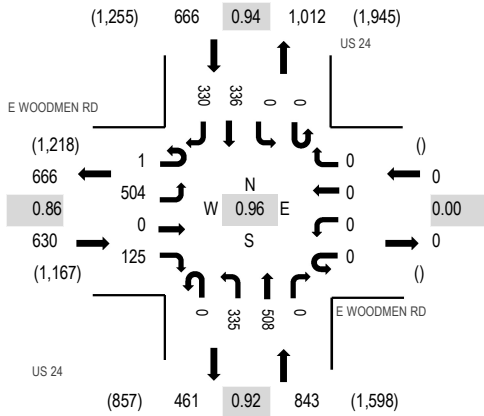 (1,255) 666 0.94 1,012 (1,945)
US 24
E WOODMEN RD
330 336 0 0
(1,218)
666
0.86
630
(1,167)
1
504
0
125
N
W 0.96 E
S
0
0
0
0
()
0
0.00
0
()
0 335 508 0
E WOODMEN RD
US 24
(857) 461 0.92 843 (1,598)